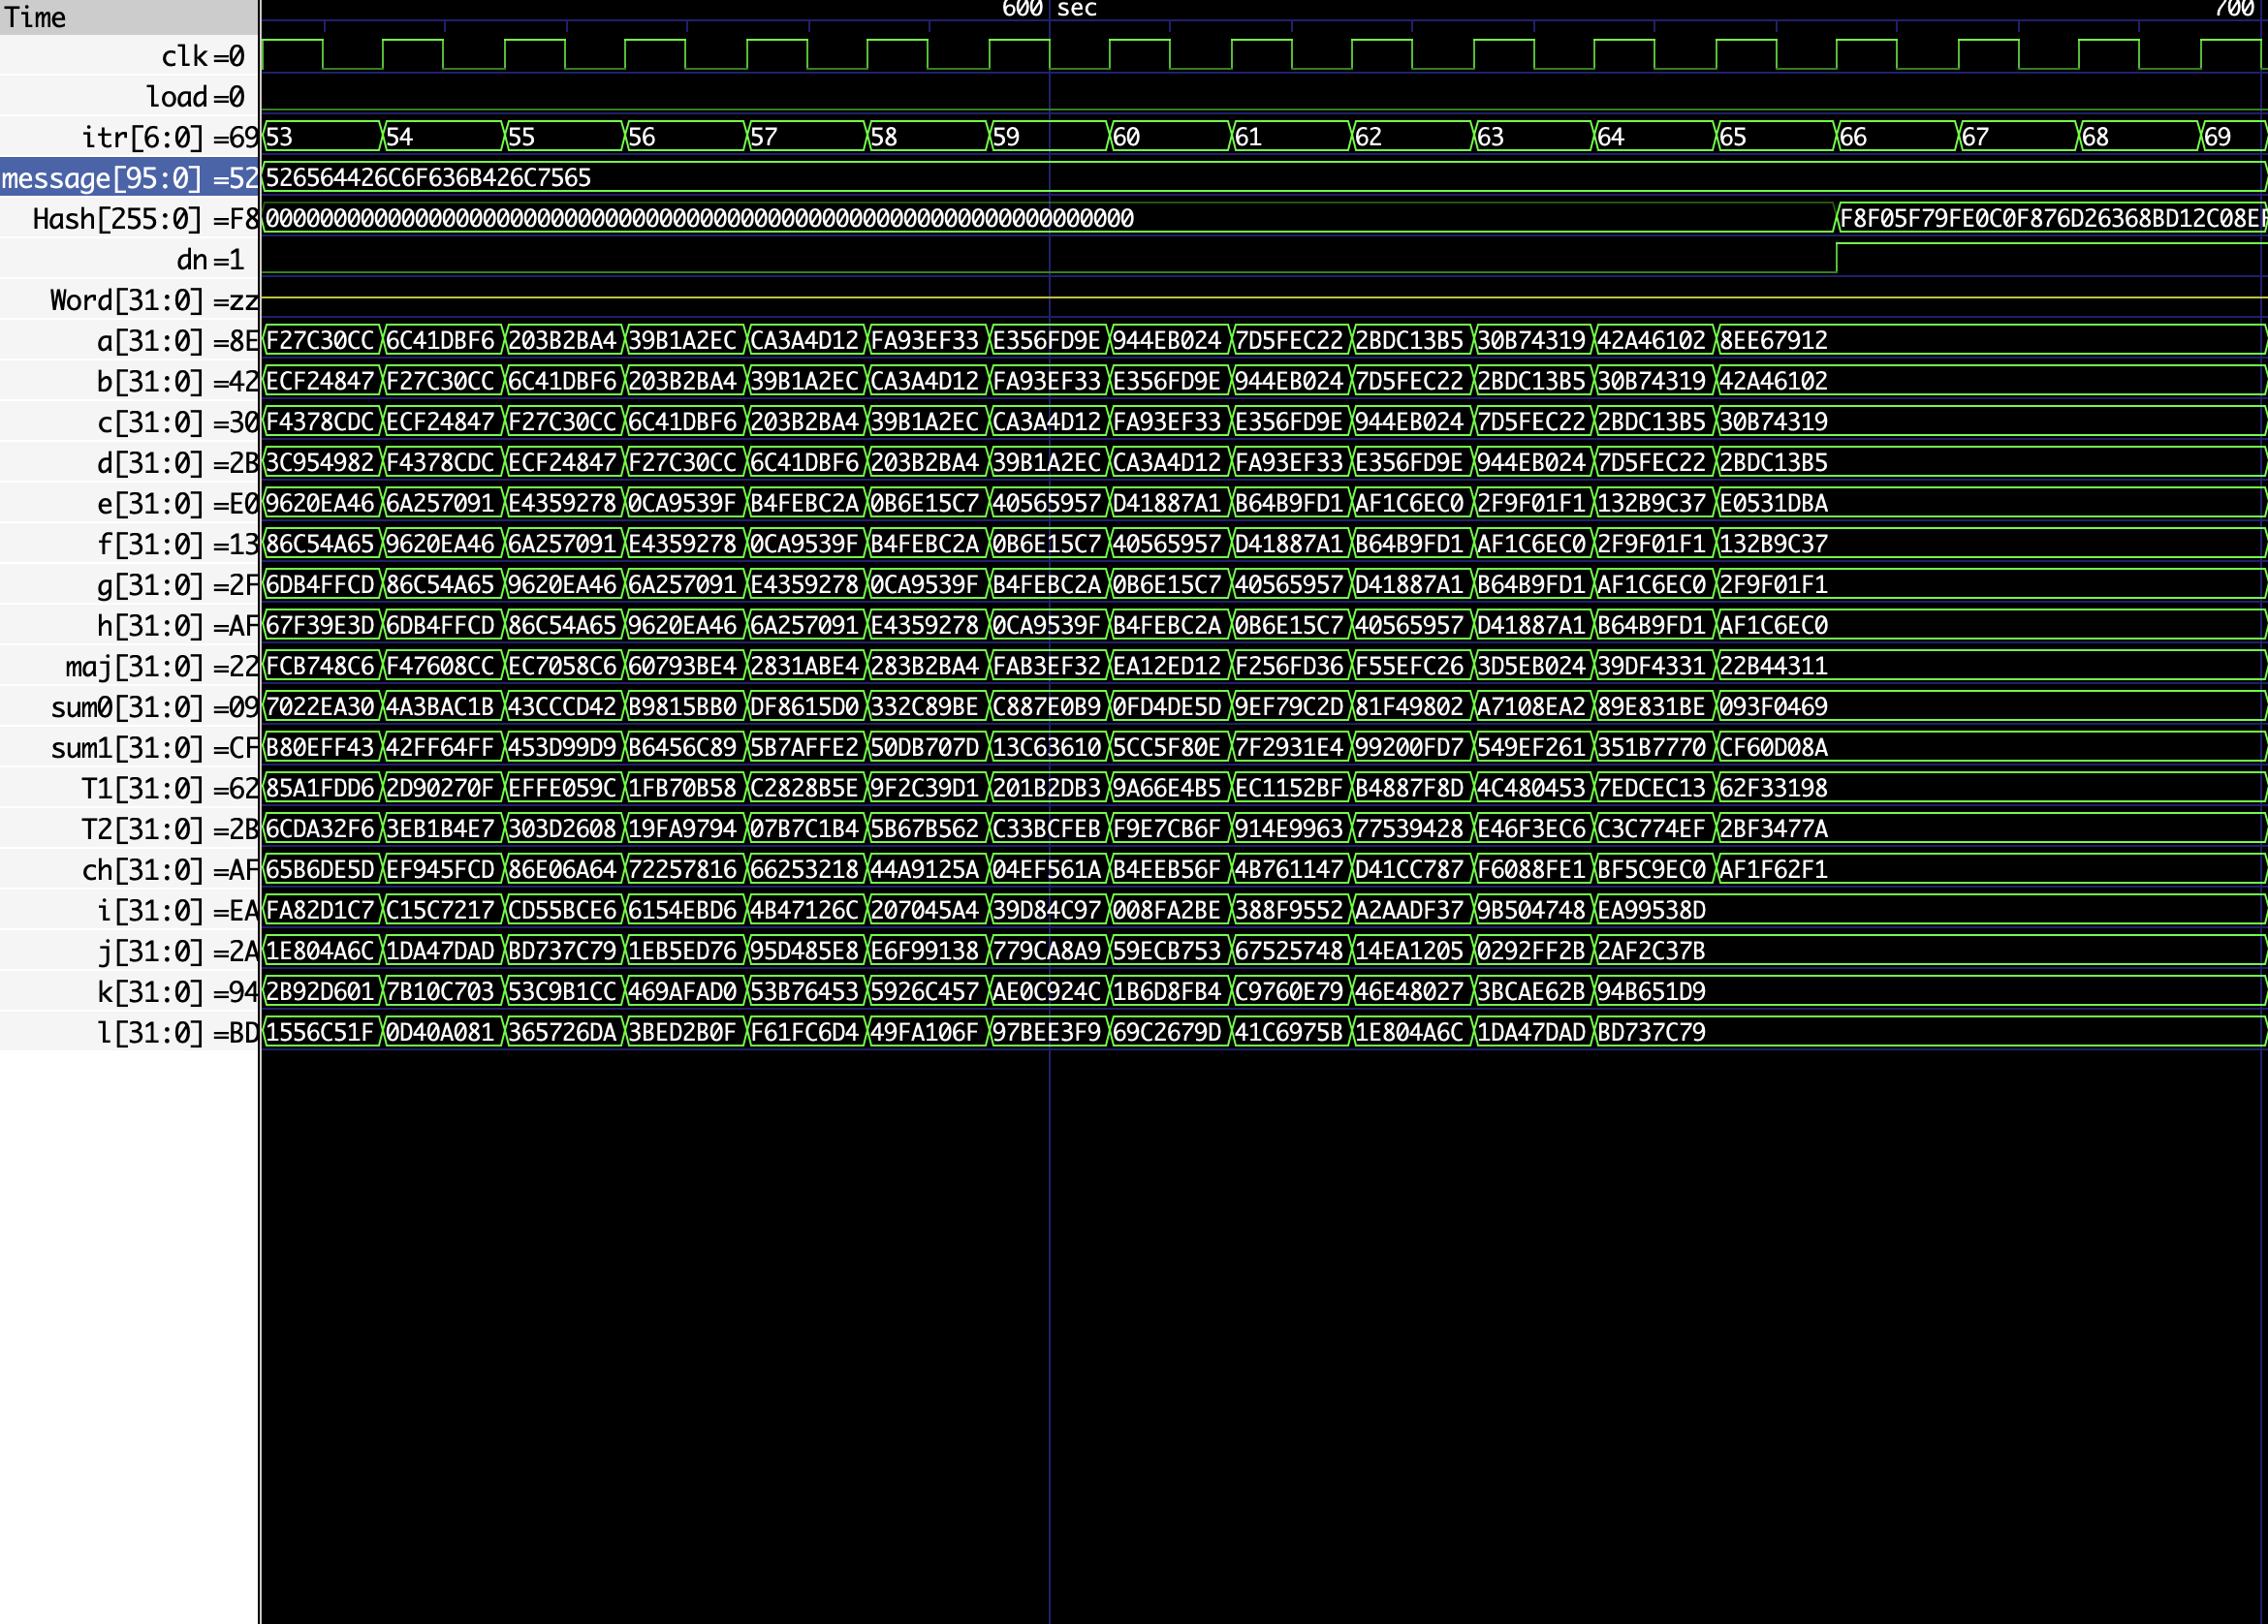 Time 600 sec 700
clk=0
load=0
itr[6:0]=69 53 54 55 56 57 58 59 60 61 62 63 64 65 66 67 68 69
message[95:0]=52 526564426C6F636B426C7565
Hash[255:0]=F8 0000000000000000000000000000000000000000000000000000000000000000 F8F05F79FE0C0F876D26368BD12C08E
dn=1
Word[31:0]=zz
a[31:0]=8E F27C30CC 6C41DBF6 203B2BA4 39B1A2EC CA3A4D12 FA93EF33 E356FD9E 944EB024 7D5FEC22 2BDC13B5 30B74319 42A46102 8EE67912
b[31:0]=42 ECF24847 F27C30CC 6C41DBF6 203B2BA4 39B1A2EC CA3A4D12 FA93EF33 E356FD9E 944EB024 7D5FEC22 2BDC13B5 30B74319 42A46102
c[31:0]=30 F4378CDC ECF24847 F27C30CC 6C41DBF6 203B2BA4 39B1A2EC CA3A4D12 FA93EF33 E356FD9E 944EB024 7D5FEC22 2BDC13B5 30B74319
d[31:0]=2B 3C954982 F4378CDC ECF24847 F27C30CC 6C41DBF6 203B2BA4 39B1A2EC CA3A4D12 FA93EF33 E356FD9E 944EB024 7D5FEC22 2BDC13B5
e[31:0]=E0 9620EA46 6A257091 E4359278 0CA9539F B4FEBC2A 0B6E15C7 40565957 D41887A1 B64B9FD1 AF1C6EC0 2F9F01F1 132B9C37 E0531DBA
f[31:0]=13 86C54A65 9620EA46 6A257091 E4359278 0CA9539F B4FEBC2A 0B6E15C7 40565957 D41887A1 B64B9FD1 AF1C6EC0 2F9F01F1 132B9C37
g[31:0]=2F 6DB4FFCD 86C54A65 9620EA46 6A257091 E4359278 0CA9539F B4FEBC2A 0B6E15C7 40565957 D41887A1 B64B9FD1 AF1C6EC0 2F9F01F1
h[31:0]=AF 67F39E3D 6DB4FFCD 86C54A65 9620EA46 6A257091 E4359278 0CA9539F B4FEBC2A 0B6E15C7 40565957 D41887A1 B64B9FD1 AF1C6EC0
maj[31:0]=22 FCB748C6 F47608CC EC7058C6 60793BE4 2831ABE4 283B2BA4 FAB3EF32 EA12ED12 F256FD36 F55EFC26 3D5EB024 39DF4331 22B44311
sum0[31:0]=09 7022EA30 4A3BAC1B 43CCCD42 B9815BB0 DF8615D0 332C89BE C887E0B9 0FD4DE5D 9EF79C2D 81F49802 A7108EA2 89E831BE 093F0469
sum1[31:0]=CF B80EFF43 42FF64FF 453D99D9 B6456C89 5B7AFFE2 50DB707D 13C63610 5CC5F80E 7F2931E4 99200FD7 549EF261 351B7770 CF60D08A
T1[31:0]=62 85A1FDD6 2D90270F EFFE059C 1FB70B58 C2828B5E 9F2C39D1 201B2DB3 9A66E4B5 EC1152BF B4887F8D 4C480453 7EDCEC13 62F33198
T2[31:0]=2B 6CDA32F6 3EB1B4E7 303D2608 19FA9794 07B7C1B4 5B67B562 C33BCFEB F9E7CB6F 914E9963 77539428 E46F3EC6 C3C774EF 2BF3477A
ch[31:0]=AF 65B6DE5D EF945FCD 86E06A64 72257816 66253218 44A9125A 04EF561A B4EEB56F 4B761147 D41CC787 F6088FE1 BF5C9EC0 AF1F62F1
i[31:0]=EA FA82D1C7 C15C7217 CD55BCE6 6154EBD6 4B47126C 207045A4 39D84C97 008FA2BE 388F9552 A2AADF37 9B504748 EA99538D
j[31:0]=2A 1E804A6C 1DA47DAD BD737C79 1EB5ED76 95D485E8 E6F99138 779CA8A9 59ECB753 67525748 14EA1205 0292FF2B 2AF2C37B
k[31:0]=94 2B92D601 7B10C703 53C9B1CC 469AFAD0 53B76453 5926C457 AE0C924C 1B6D8FB4 C9760E79 46E48027 3BCAE62B 94B651D9
l[31:0]=BD 1556C51F 0D40A081 365726DA 3BED2B0F F61FC6D4 49FA106F 97BEE3F9 69C2679D 41C6975B 1E804A6C 1DA47DAD BD737C79